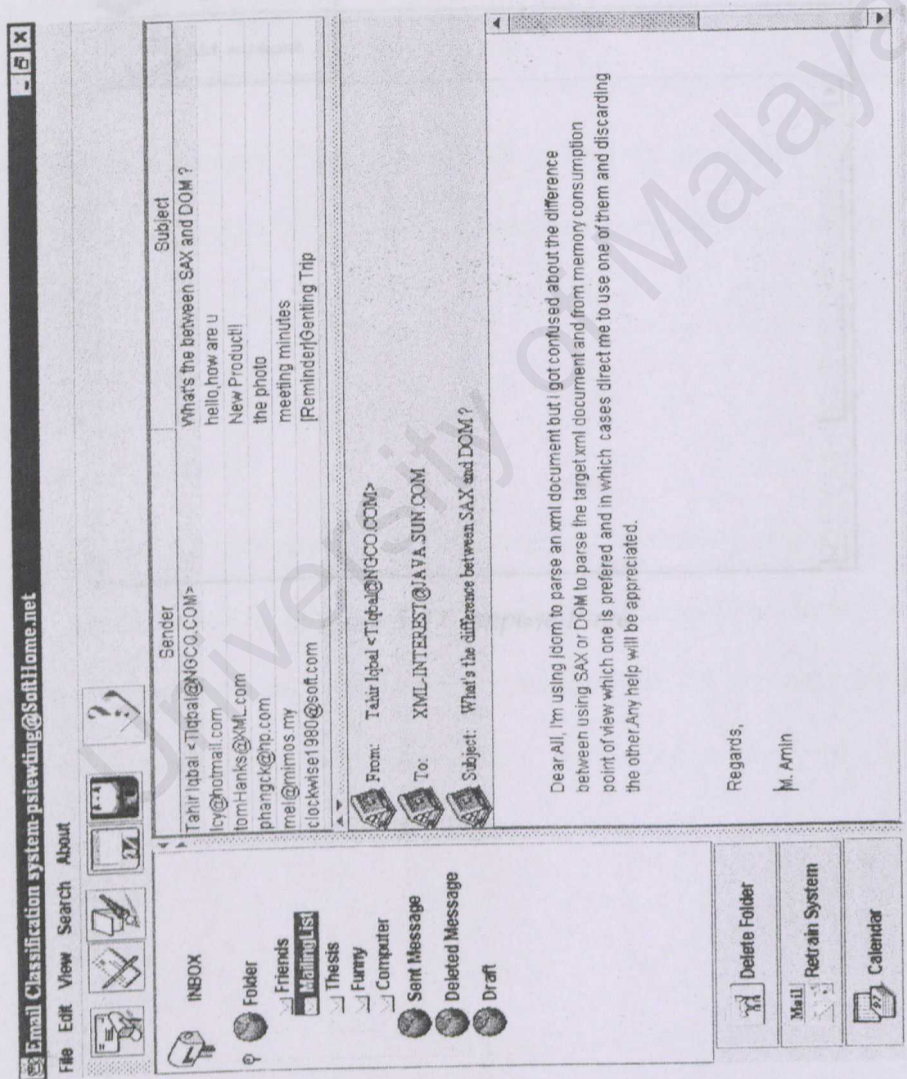 Email Classification system-psiewting@SoftHome.net
File Edit View Search About
INBOX
Folder
Friends
MailingList
Thesis
Funny
Computer
Sent Message
Deleted Message
Draft
Delete Folder
Mail Retrain System
Calendar
Sender Subject
Tahir Iqbal <TIqbal@NGCO.COM> What's the between SAX and DOM ?
lcy@hotmail.com hello,how are u
tomHanks@XML.com New Product!!
phangck@hp.com the photo
mei@mimos.my meeting minutes
clockwise1980@soft.com [Reminder]Genting Trip
From: Tahir Iqbal <TIqbal@NGCO.COM>
To: XML-INTEREST@JAVA.SUN.COM
Subject: What's the difference between SAX and DOM ?
Dear All, I'm using jdom to parse an xml document but i got confused about the difference
between using SAX or DOM to parse the target xml document and from memory consumption
point of view which one is prefered and in which cases direct me to use one of them and discarding
the other.Any help will be appreciated.
Regards,
M. Amin
University of Malaya